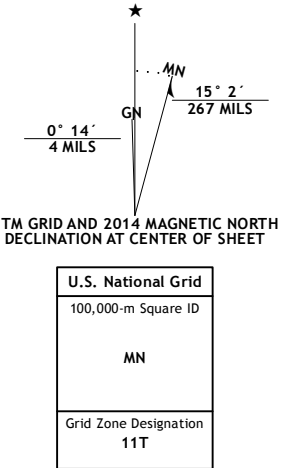 MN
GN
15° 2´
267 MILS
0° 14´
4 MILS
TM GRID AND 2014 MAGNETIC NORTH
DECLINATION AT CENTER OF SHEET
U.S. National Grid
100,000-m Square ID
MN
Grid Zone Designation
11T